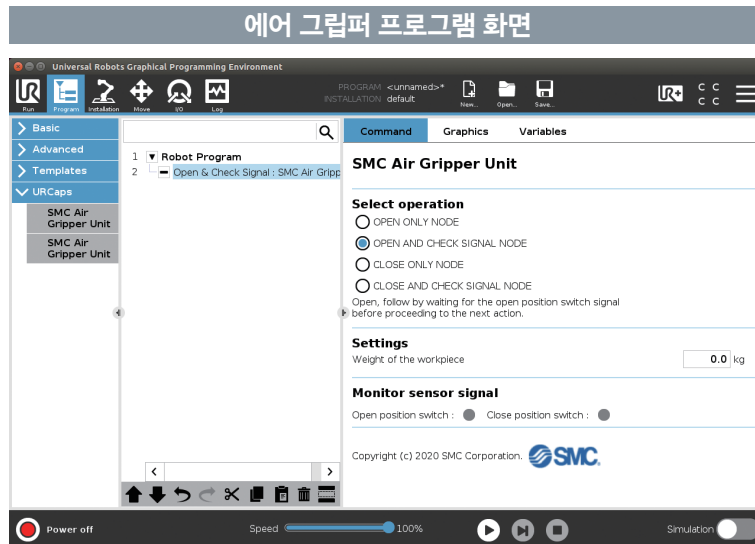 에어 그립퍼 프로그램 화면
Universal Robots Graphical Programming Environment
PROGRAM <unnamed>*
INSTALLATION default
Run
Program
Installation
Move
I/O
Log
New...
Open...
Save...
UR+
C C
C C
Basic
Advanced
Templates
URCaps
SMC Air
Gripper Unit
SMC Air
Gripper Unit
1 Robot Program
2 Open & Check Signal : SMC Air Gripp
Command Graphics Variables
SMC Air Gripper Unit
Select operation
OPEN ONLY NODE
OPEN AND CHECK SIGNAL NODE
CLOSE ONLY NODE
CLOSE AND CHECK SIGNAL NODE
Open, follow by waiting for the open position switch signal
before proceeding to the next action.
Settings
Weight of the workpiece 0.0 kg
Monitor sensor signal
Open position switch : Close position switch :
Copyright (c) 2020 SMC Corporation. SMC.
Power off
Speed 100%
Simulation